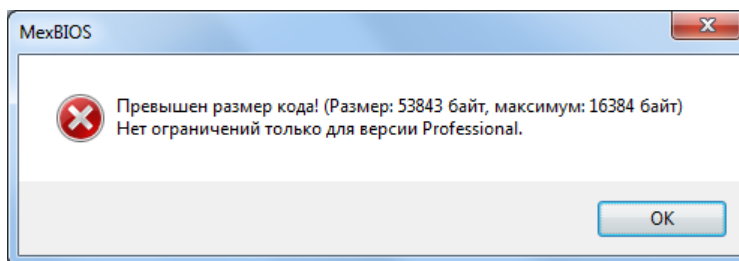 MexBIOS
Превышен размер кода! (Размер: 53843 байт, максимум: 16384 байт)
Нет ограничений только для версии Professional.
OK